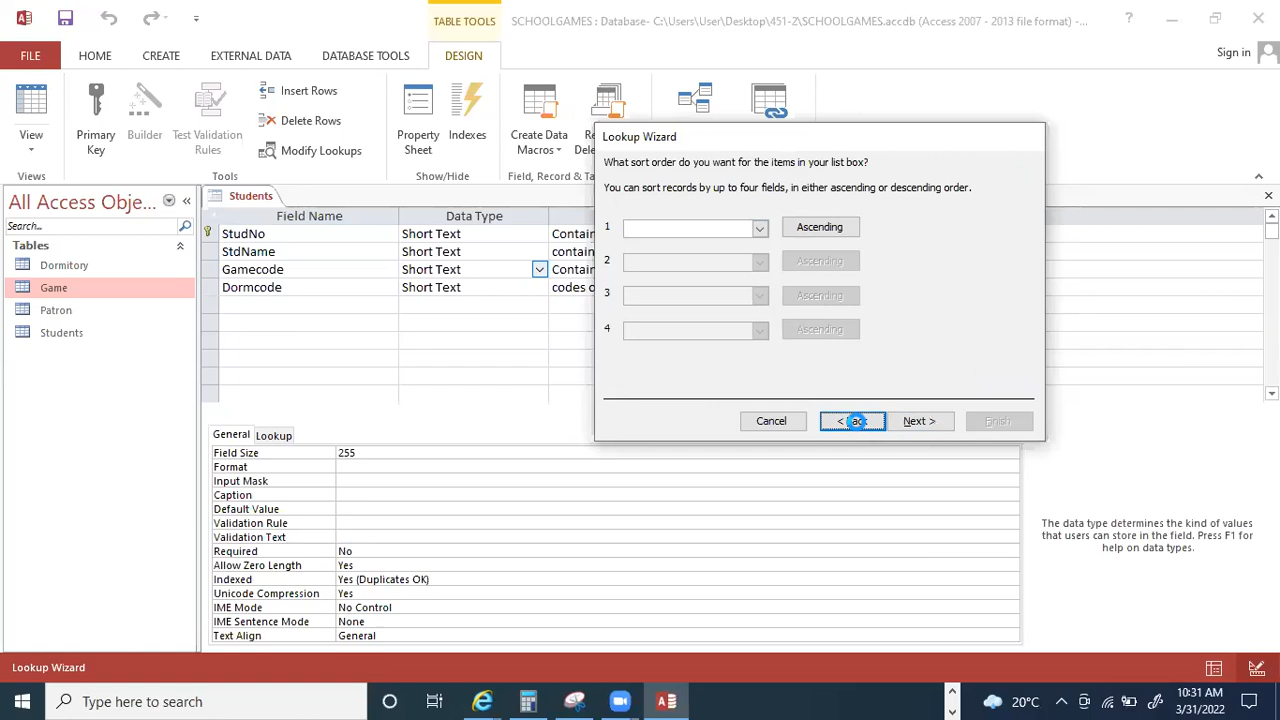 TABLE TOOLS
SCHOOLGAMES : Database- C:\Users\User\Desktop\451-2\SCHOOLGAMES.accdb (Access 2007 - 2013 file format) -...
?
FILE
HOME
CREATE
EXTERNAL DATA
DATABASE TOOLS
DESIGN
Sign in
View
Primary Key
Builder
Test Validation Rules
Insert Rows
Delete Rows
Modify Lookups
Property Sheet
Indexes
Create Data Macros
Views
Tools
Show/Hide
Field, Record & Ta
All Access Obje...
Search...
Tables
Dormitory
Game
Patron
Students
Students
Field Name Data Type
StudNo Short Text Contain
StdName Short Text contain
Gamecode Short Text Contain
Dormcode Short Text codes o
Lookup Wizard
What sort order do you want for the items in your list box?
You can sort records by up to four fields, in either ascending or descending order.
1 Ascending
2 Ascending
3 Ascending
4 Ascending
Cancel
Next >
Finish
General Lookup
Field Size 255
Format
Input Mask
Caption
Default Value
Validation Rule
Validation Text
Required No
Allow Zero Length Yes
Indexed Yes (Duplicates OK)
Unicode Compression Yes
IME Mode No Control
IME Sentence Mode None
Text Align General
The data type determines the kind of values
that users can store in the field. Press F1 for
help on data types.
Lookup Wizard
Type here to search
20°C
10:31 AM
3/31/2022